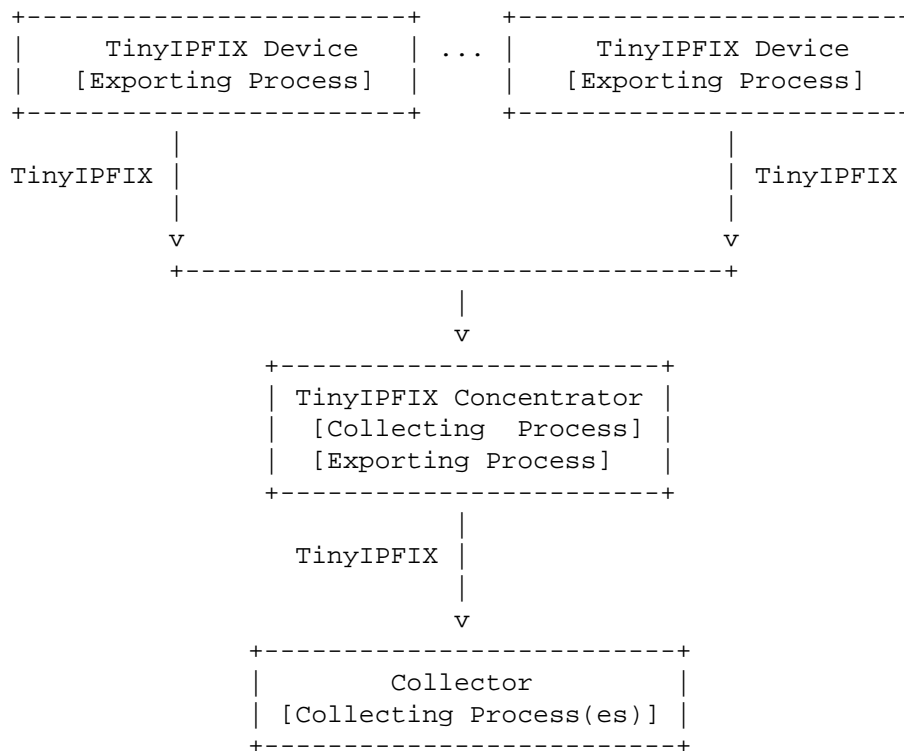 TinyIPFIX Device ... TinyIPFIX Device
[Exporting Process] [Exporting Process]
TinyIPFIX TinyIPFIX
v v
v
TinyIPFIX Concentrator
[Collecting Process]
[Exporting Process]
TinyIPFIX
v
Collector
[Collecting Process(es)]